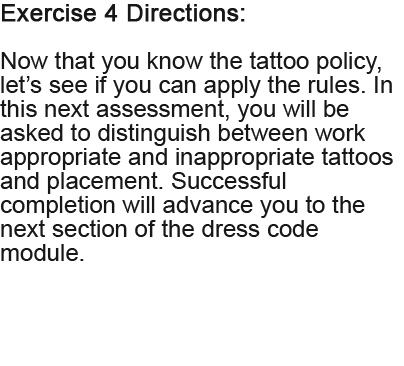 Exercise 4 Directions:
Now that you know the tattoo policy,
let’s see if you can apply the rules. In
this next assessment, you will be
asked to distinguish between work
appropriate and inappropriate tattoos
and placement. Successful
completion will advance you to the
next section of the dress code
module.